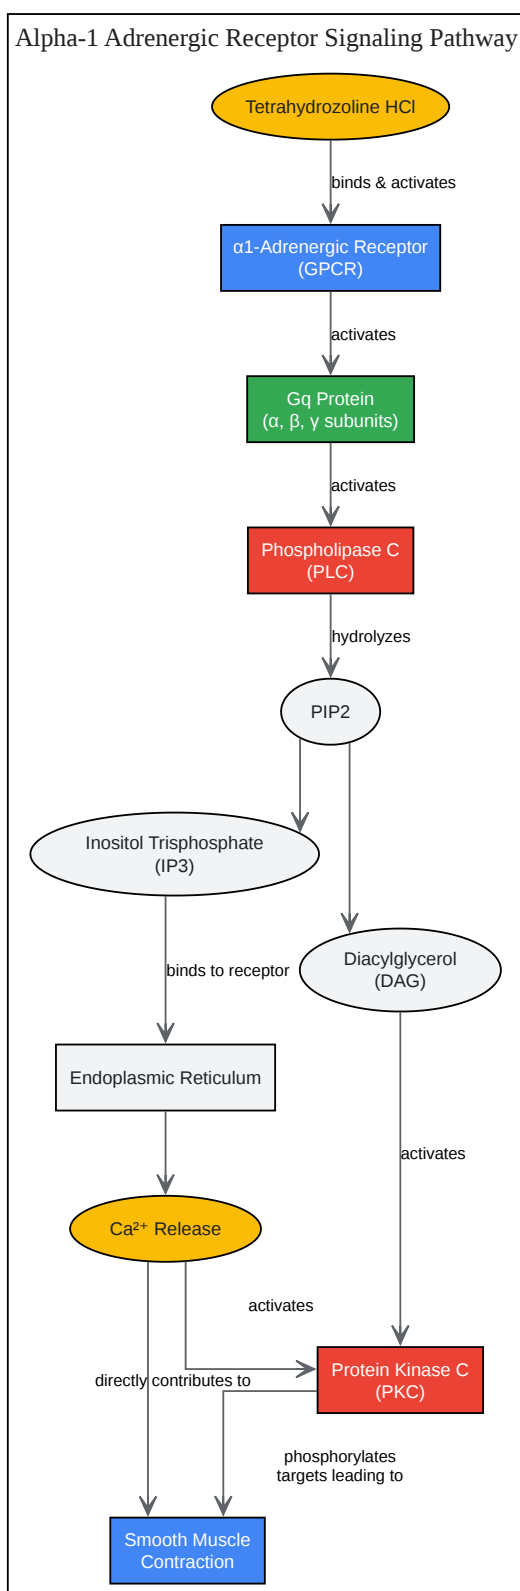 Alpha-1 Adrenergic Receptor Signaling Pathway
Tetrahydrozoline HCl
binds & activates
α1-Adrenergic Receptor
(GPCR)
activates
Gq Protein
(α, β, γ subunits)
activates
Phospholipase C
(PLC)
hydrolyzes
PIP2
Inositol Trisphosphate
(IP3)
binds to receptor
Diacylglycerol
(DAG)
Endoplasmic Reticulum
activates
Ca²⁺ Release
activates
directly contributes to
Protein Kinase C
(PKC)
phosphorylates
targets leading to
Smooth Muscle
Contraction